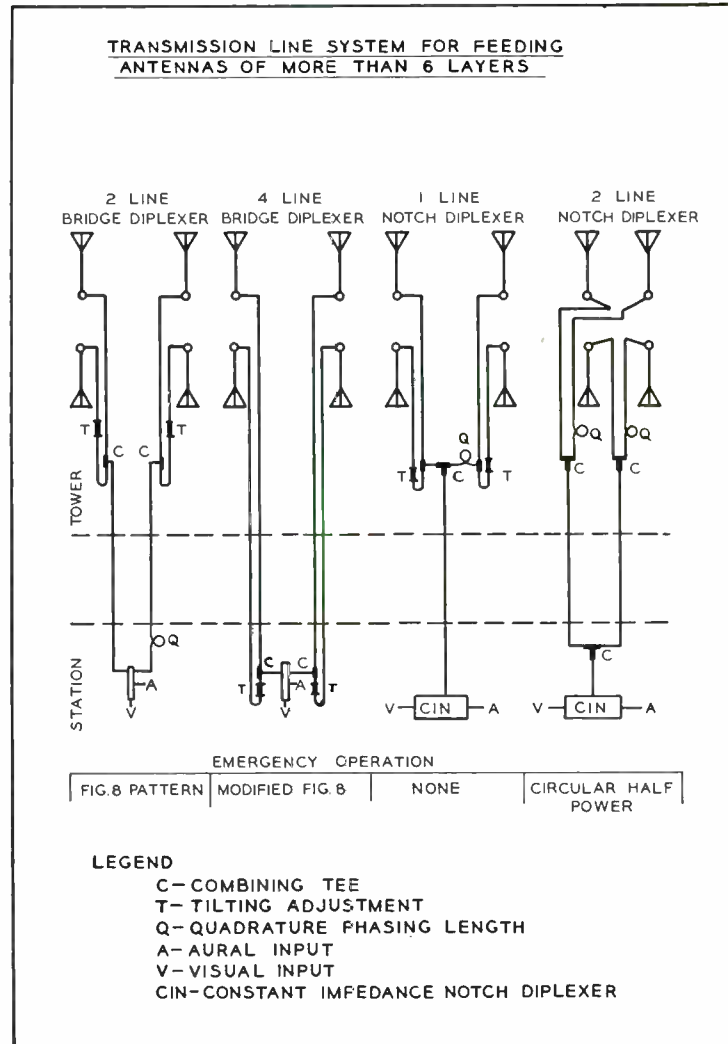 TRANSMISSION LINE SYSTEM FOR FEEDING
ANTENNAS OF MORE THAN 6 LAYERS
2 LINE
BRIDGE DIPLEXER
4 LINE
BRIDGE DIPLEXER
1 LINE
NOTCH DIPLEXER
2 LINE
NOTCH DIPLEXER
T
T
C
C
Q
T
C
T
Q
Q
C
C
TOWER
Q
C
C
T
A
T
V
A
V
C
V
CIN
A
V
CIN
A
STATION
EMERGENCY OPERATION
FIG.8 PATTERN
MODIFIED FIG.8
NONE
CIRCULAR HALF
POWER
LEGEND
C-COMBINING TEE
T-TILTING ADJUSTMENT
Q-QUADRATURE PHASING LENGTH
A-AURAL INPUT
V-VISUAL INPUT
CIN-CONSTANT IMPEDANCE NOTCH DIPLEXER